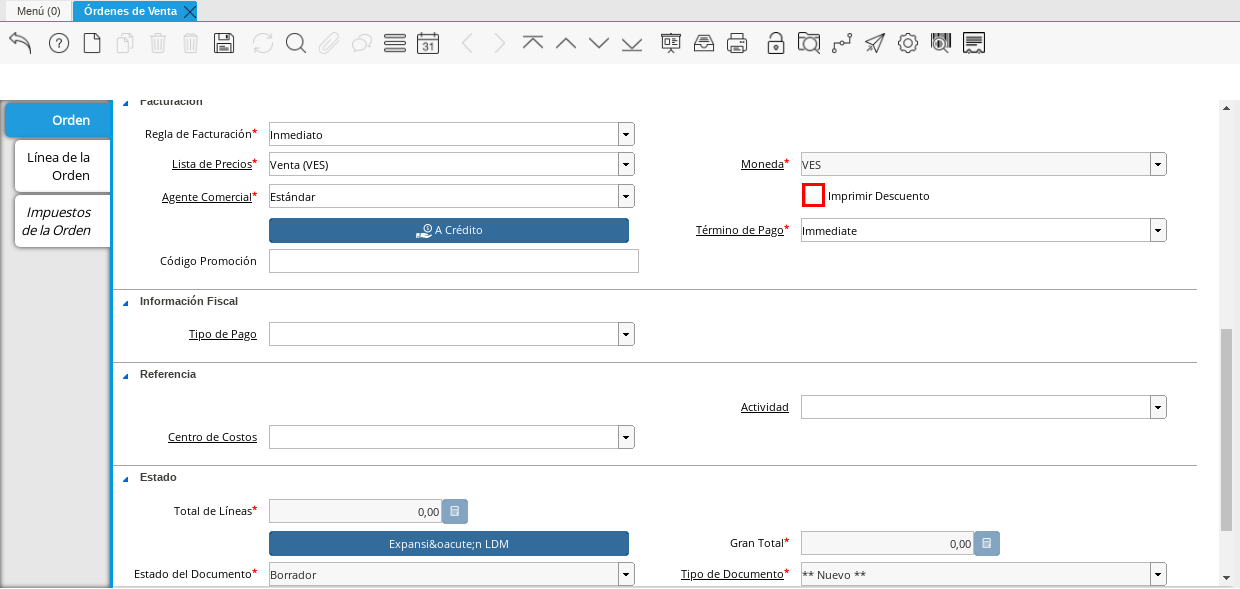 Menú (0)
Órdenes de Venta
31
Orden
Línea de la
Orden
Impuestos
de la Orden
Facturación
Regla de Facturación*
Inmediato
Lista de Precios*
Venta (VES)
Moneda*
VES
Agente Comercial*
Estándar
Imprimir Descuento
A Crédito
Término de Pago*
Immediate
Código Promoción
Información Fiscal
Tipo de Pago
Referencia
Actividad
Centro de Costos
Estado
Total de Líneas*
0,00
Expansi&oacute;n LDM
Gran Total*
0,00
Estado del Documento*
Borrador
Tipo de Documento*
** Nuevo **